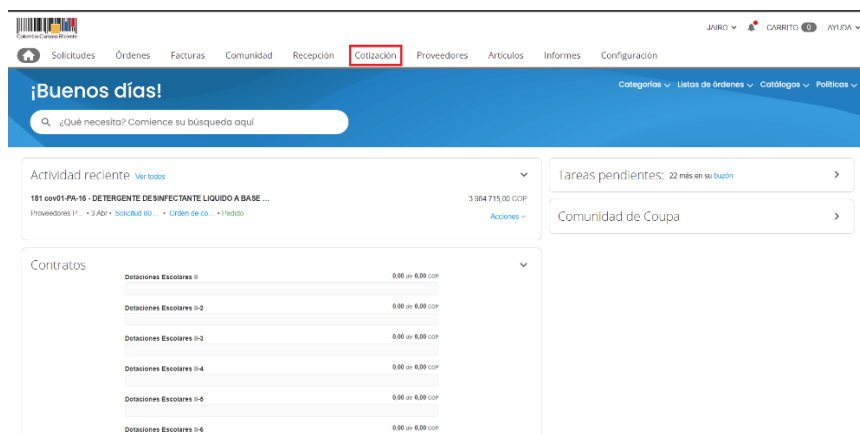 Colombia Compra Eficiente
JAIRO
CARRITO 0
AYUDA
Solicitudes Órdenes Facturas Comunidad Recepción Cotización Proveedores Artículos Informes Configuración
¡Buenos días!
Categorías Listas de órdenes Catálogos Políticas
¿Qué necesita? Comience su búsqueda aquí
Actividad reciente Ver todos
181 cov01-PA-16 - DETERGENTE DESINFECTANTE LIQUIDO A BASE ...
3 984 715,00 COP
Proveedores P... • 3 Abr • Solicitud 80... • Orden de co... • Pedido
Acciones
Tareas pendientes: 22 más en su buzón
Comunidad de Coupa
Contratos
Dotaciones Escolares II 0,00 de 0,00 COP
Dotaciones Escolares II-2 0,00 de 0,00 COP
Dotaciones Escolares II-3 0,00 de 0,00 COP
Dotaciones Escolares II-4 0,00 de 0,00 COP
Dotaciones Escolares II-5 0,00 de 0,00 COP
Dotaciones Escolares II-6 0,00 de 0,00 COP